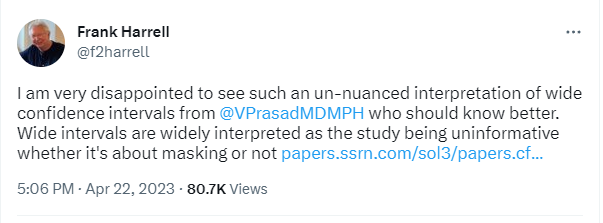 Frank Harrell
@f2harrell
I am very disappointed to see such an un-nuanced interpretation of wide
confidence intervals from @VPrasadMDMPH who should know better.
Wide intervals are widely interpreted as the study being uninformative
whether it's about masking or not papers.ssrn.com/sol3/papers.cf...
5:06 PM · Apr 22, 2023 · 80.7K Views